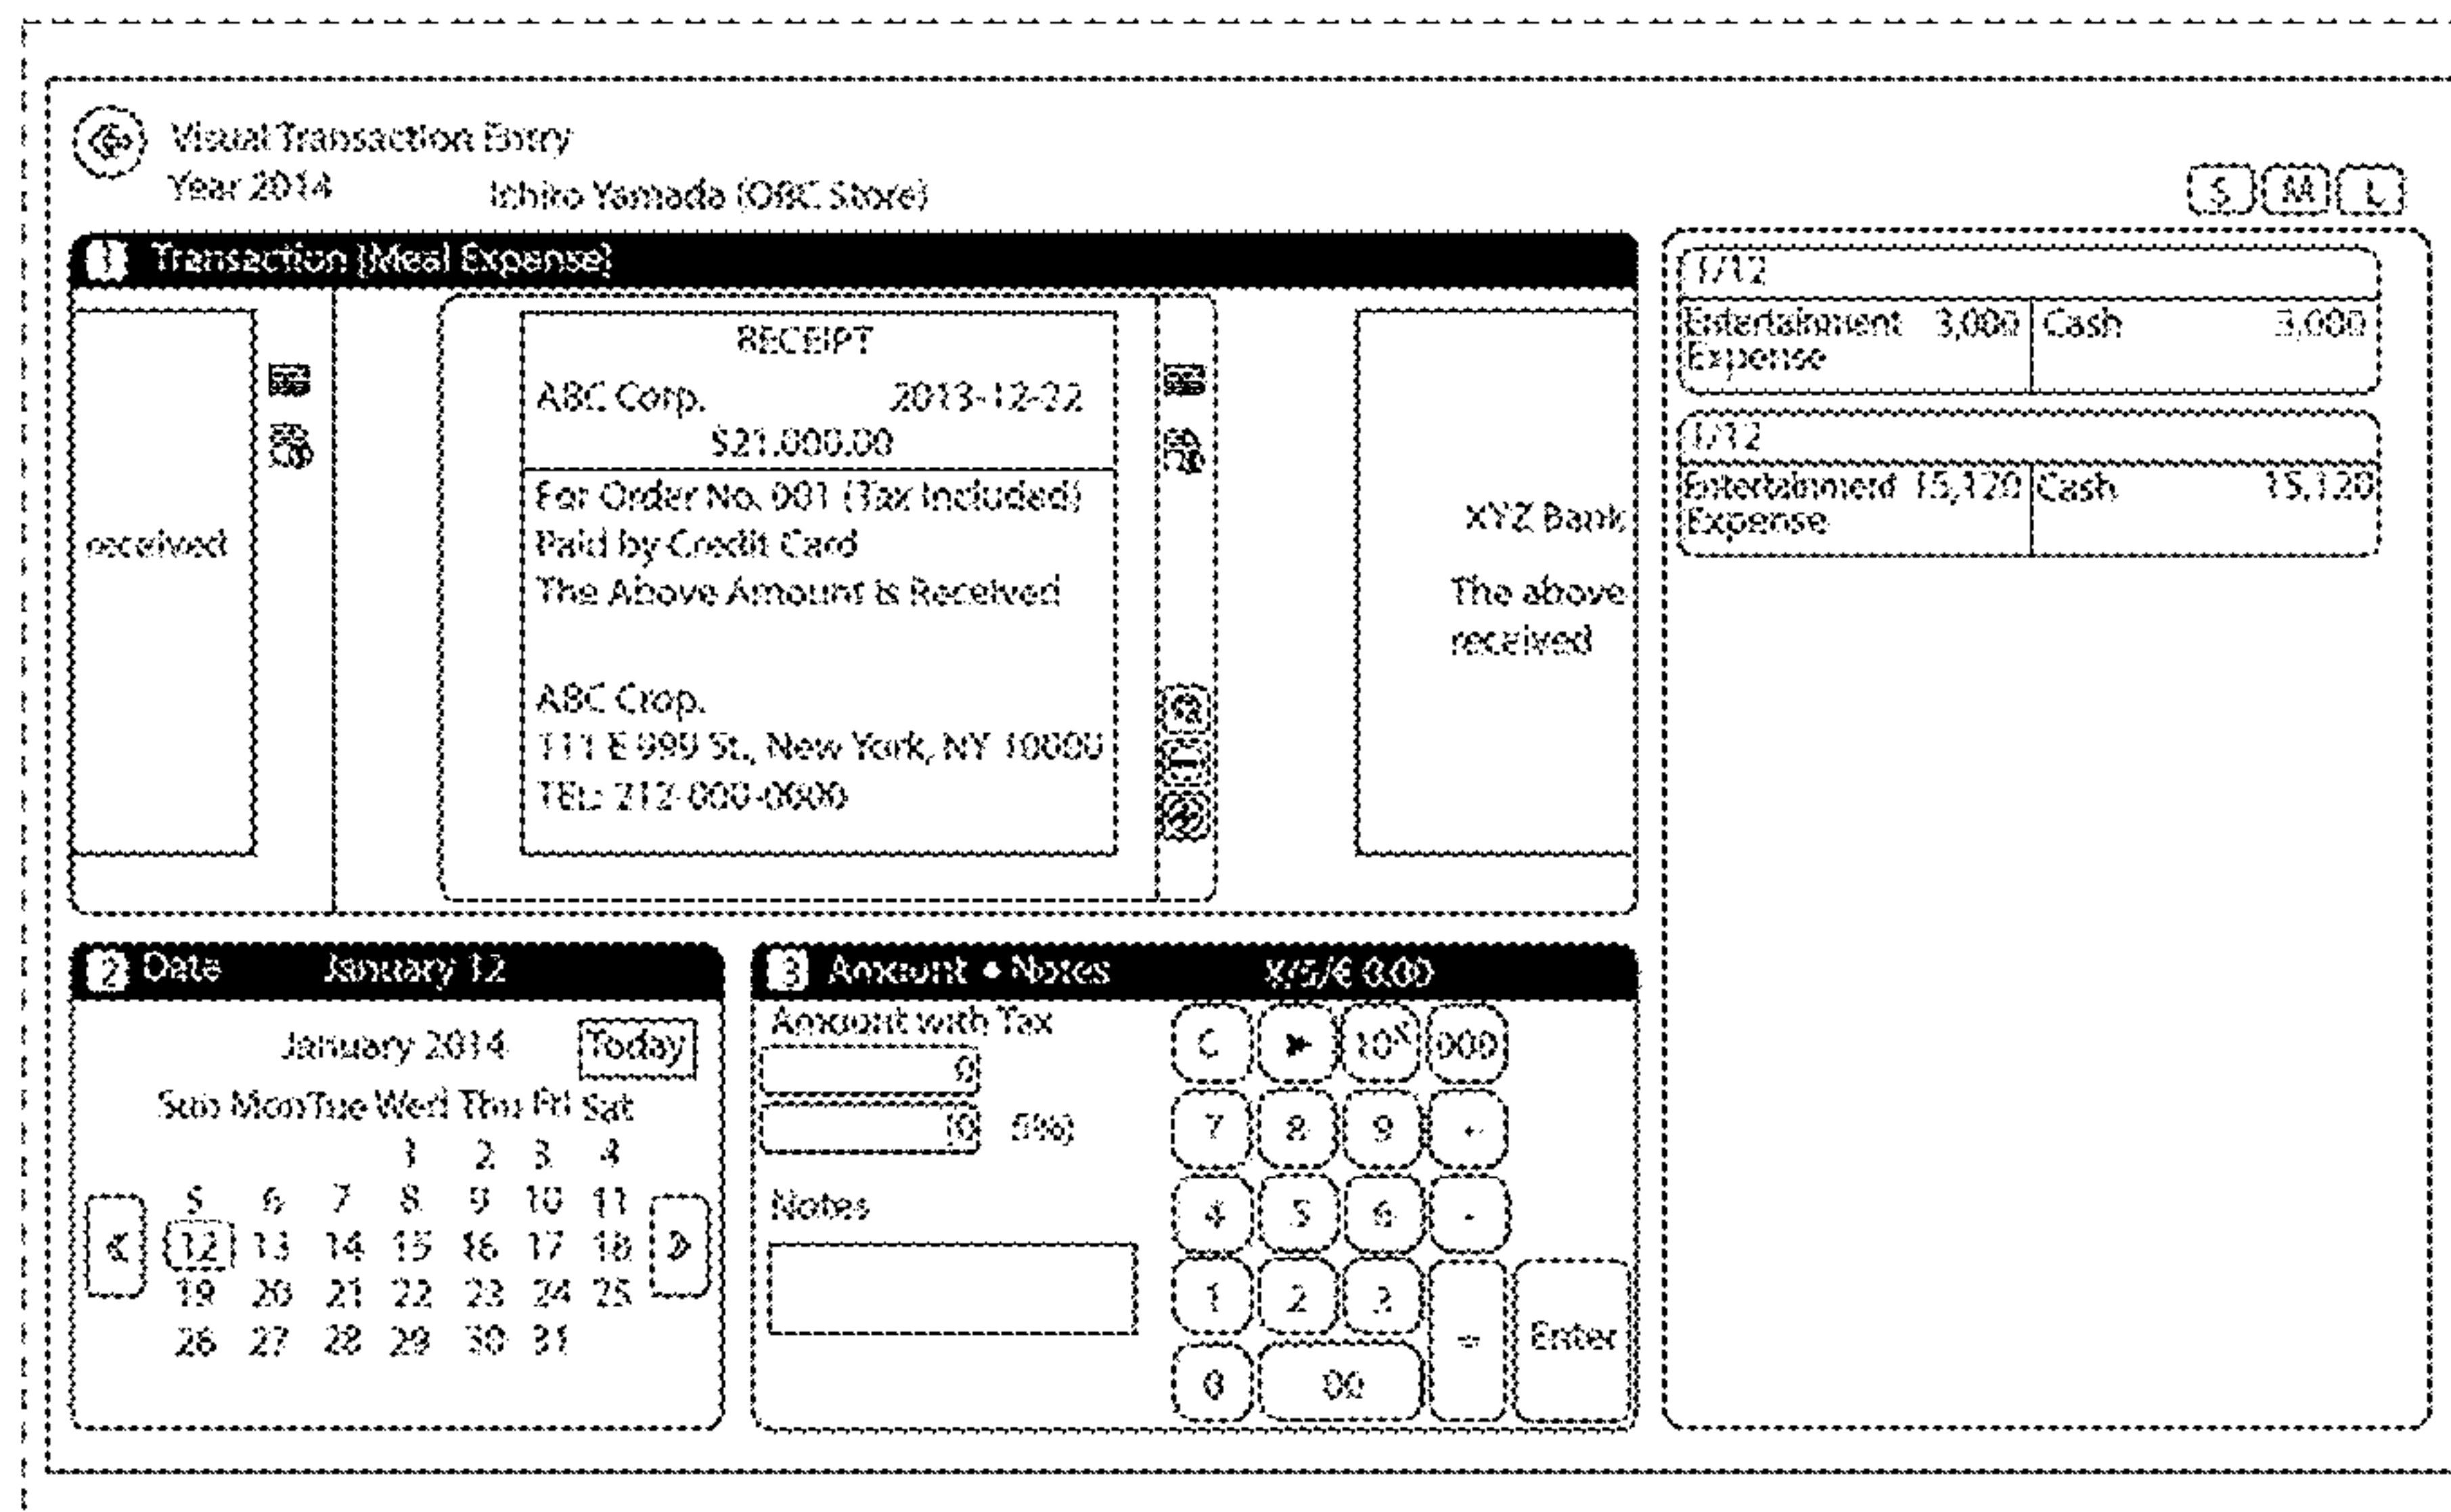 Visual Transaction Entry
Year 2014
Ichiro Yamada (OBC Store)
S M L
1 Transaction [Meal Expense]
received
RECEIPT
ABC Corp. 2013-12-22
$21.000.00
For Order No. 001 (Tax Included)
Paid by Credit Card
The Above Amount is Received
ABC Crop.
111 E 999 St., New York, NY 10000
TEL: 212-000-0000
XYZ Bank
The above
received
1/12
Entertainment 3,000 Cash 3,000
Expense
1/12
Entertainment 15,120 Cash 15,120
Expense
2 Date January 12
January 2014 Today
Sun Mon Tue Wed Thu Fri Sat
1 2 3 4
5 6 7 8 9 10 11
12 13 14 15 16 17 18
19 20 21 22 23 24 25
26 27 28 29 30 31
3 Amount • Notes ¥/$/€ 0.00
Amount with Tax
0
0 5%)
Notes
C ▶ 10^X 000
7 8 9
4 5 6 -
1 2 3 = Enter
0 00